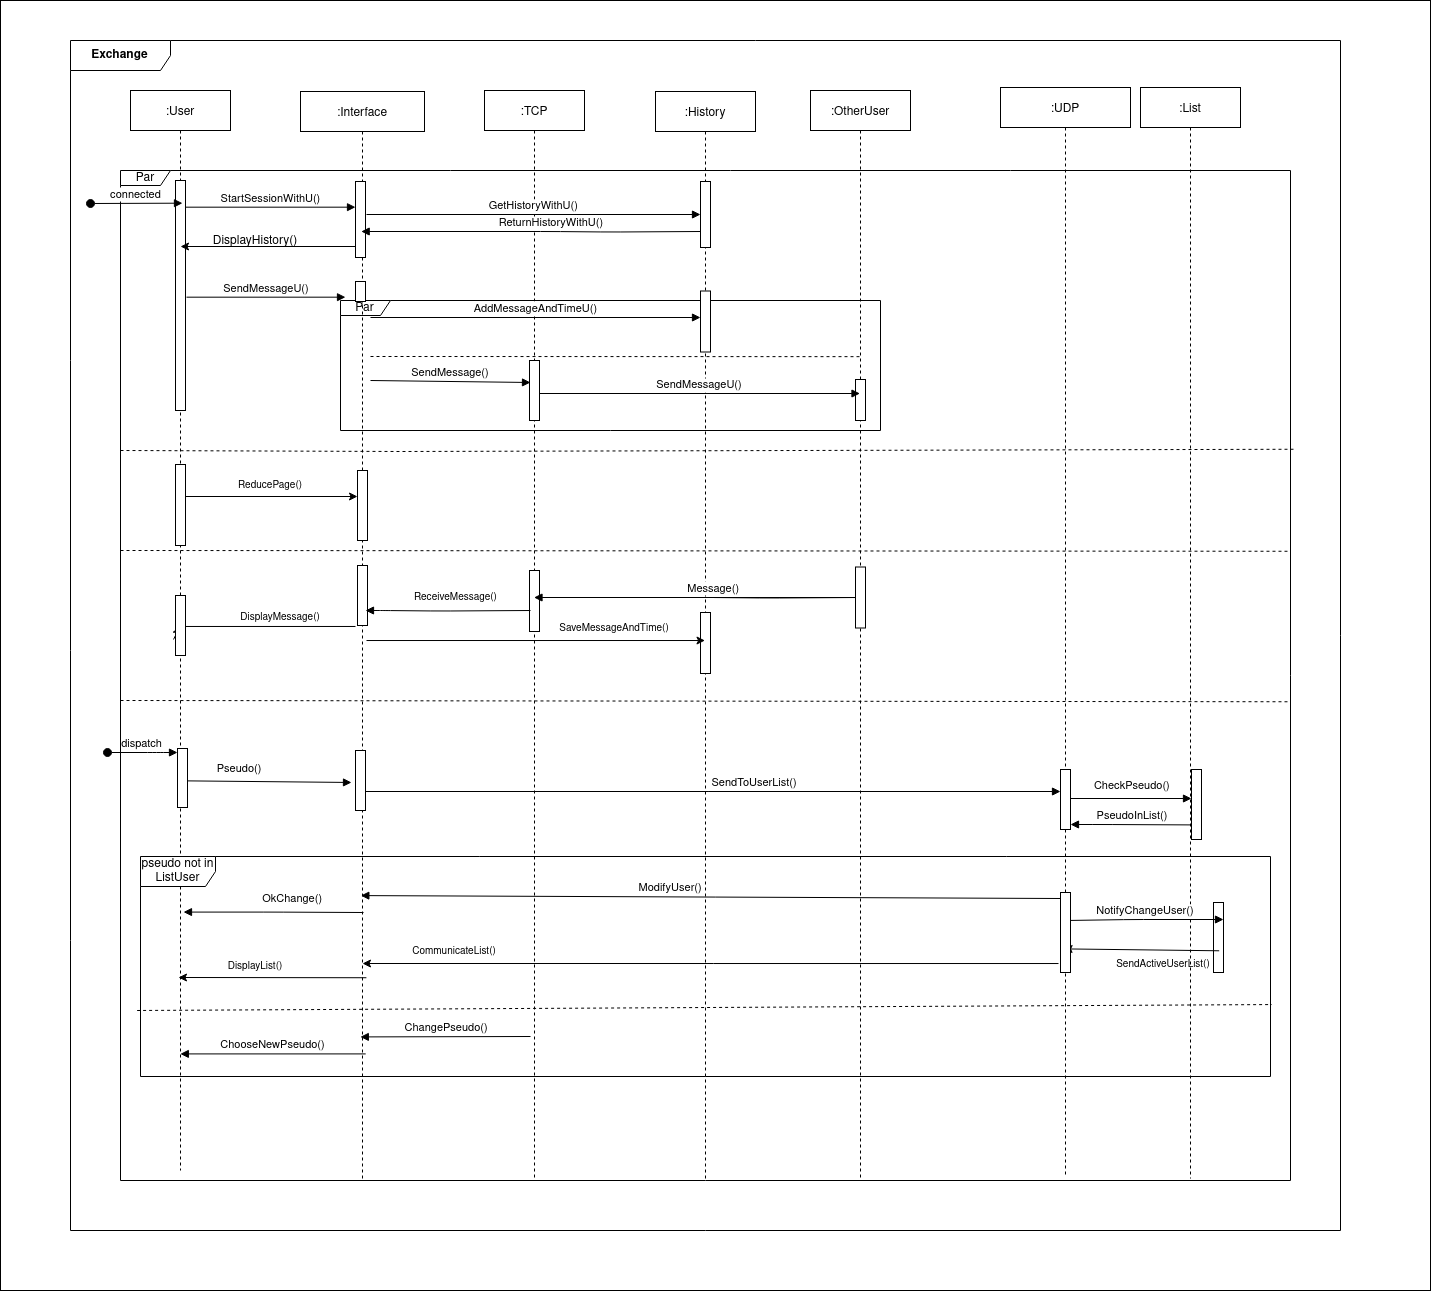 Exchange
:User
:Interface
:TCP
:History
:OtherUser
:UDP
:List
Par
connected
StartSessionWithU()
GetHistoryWithU()
ReturnHistoryWithU()
DisplayHistory()
SendMessageU()
Par
AddMessageAndTimeU()
SendMessage()
SendMessageU()
ReducePage()
Message()
ReceiveMessage()
DisplayMessage()
SaveMessageAndTime()
dispatch
Pseudo()
SendToUserList()
CheckPseudo()
PseudoInList()
pseudo not in
ListUser
ModifyUser()
OkChange()
NotifyChangeUser()
CommunicateList()
SendActiveUserList()
DisplayList()
ChangePseudo()
ChooseNewPseudo()